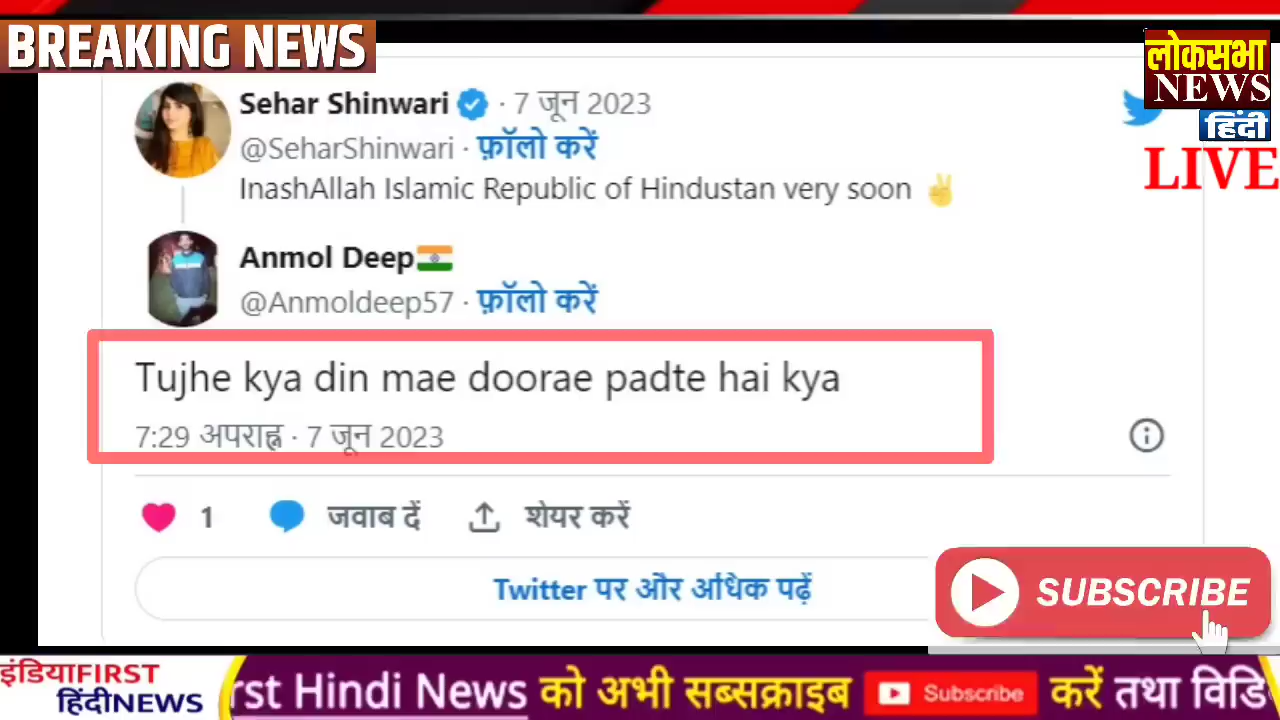 BREAKING NEWS
लोकसभा
NEWS
हिंदी
LIVE
Sehar Shinwari · 7 जून 2023
@SeharShinwari · फ़ॉलो करें
InashAllah Islamic Republic of Hindustan very soon ✌
Anmol Deep🇮🇳
@Anmoldeep57 · फ़ॉलो करें
Tujhe kya din mae doorae padte hai kya
7:29 अपराह्न · 7 जून 2023
1 जवाब दें शेयर करें
Twitter पर और अधिक पढ़ें
SUBSCRIBE
इंडियाFIRST
हिंदीNEWS
rst Hindi News को अभी सब्सक्राइब Subscribe करें तथा विडि